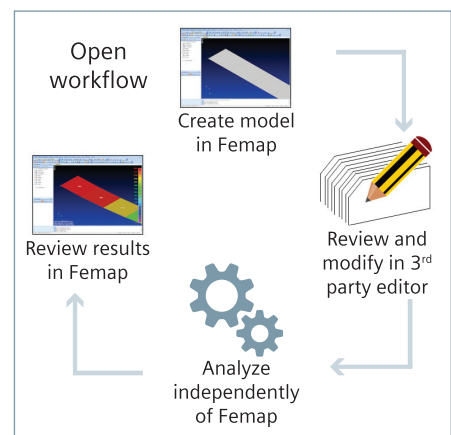 Open
workflow
Create model
in Femap
Review and
modify in 3rd
party editor
Analyze
independently
of Femap
Review results
in Femap